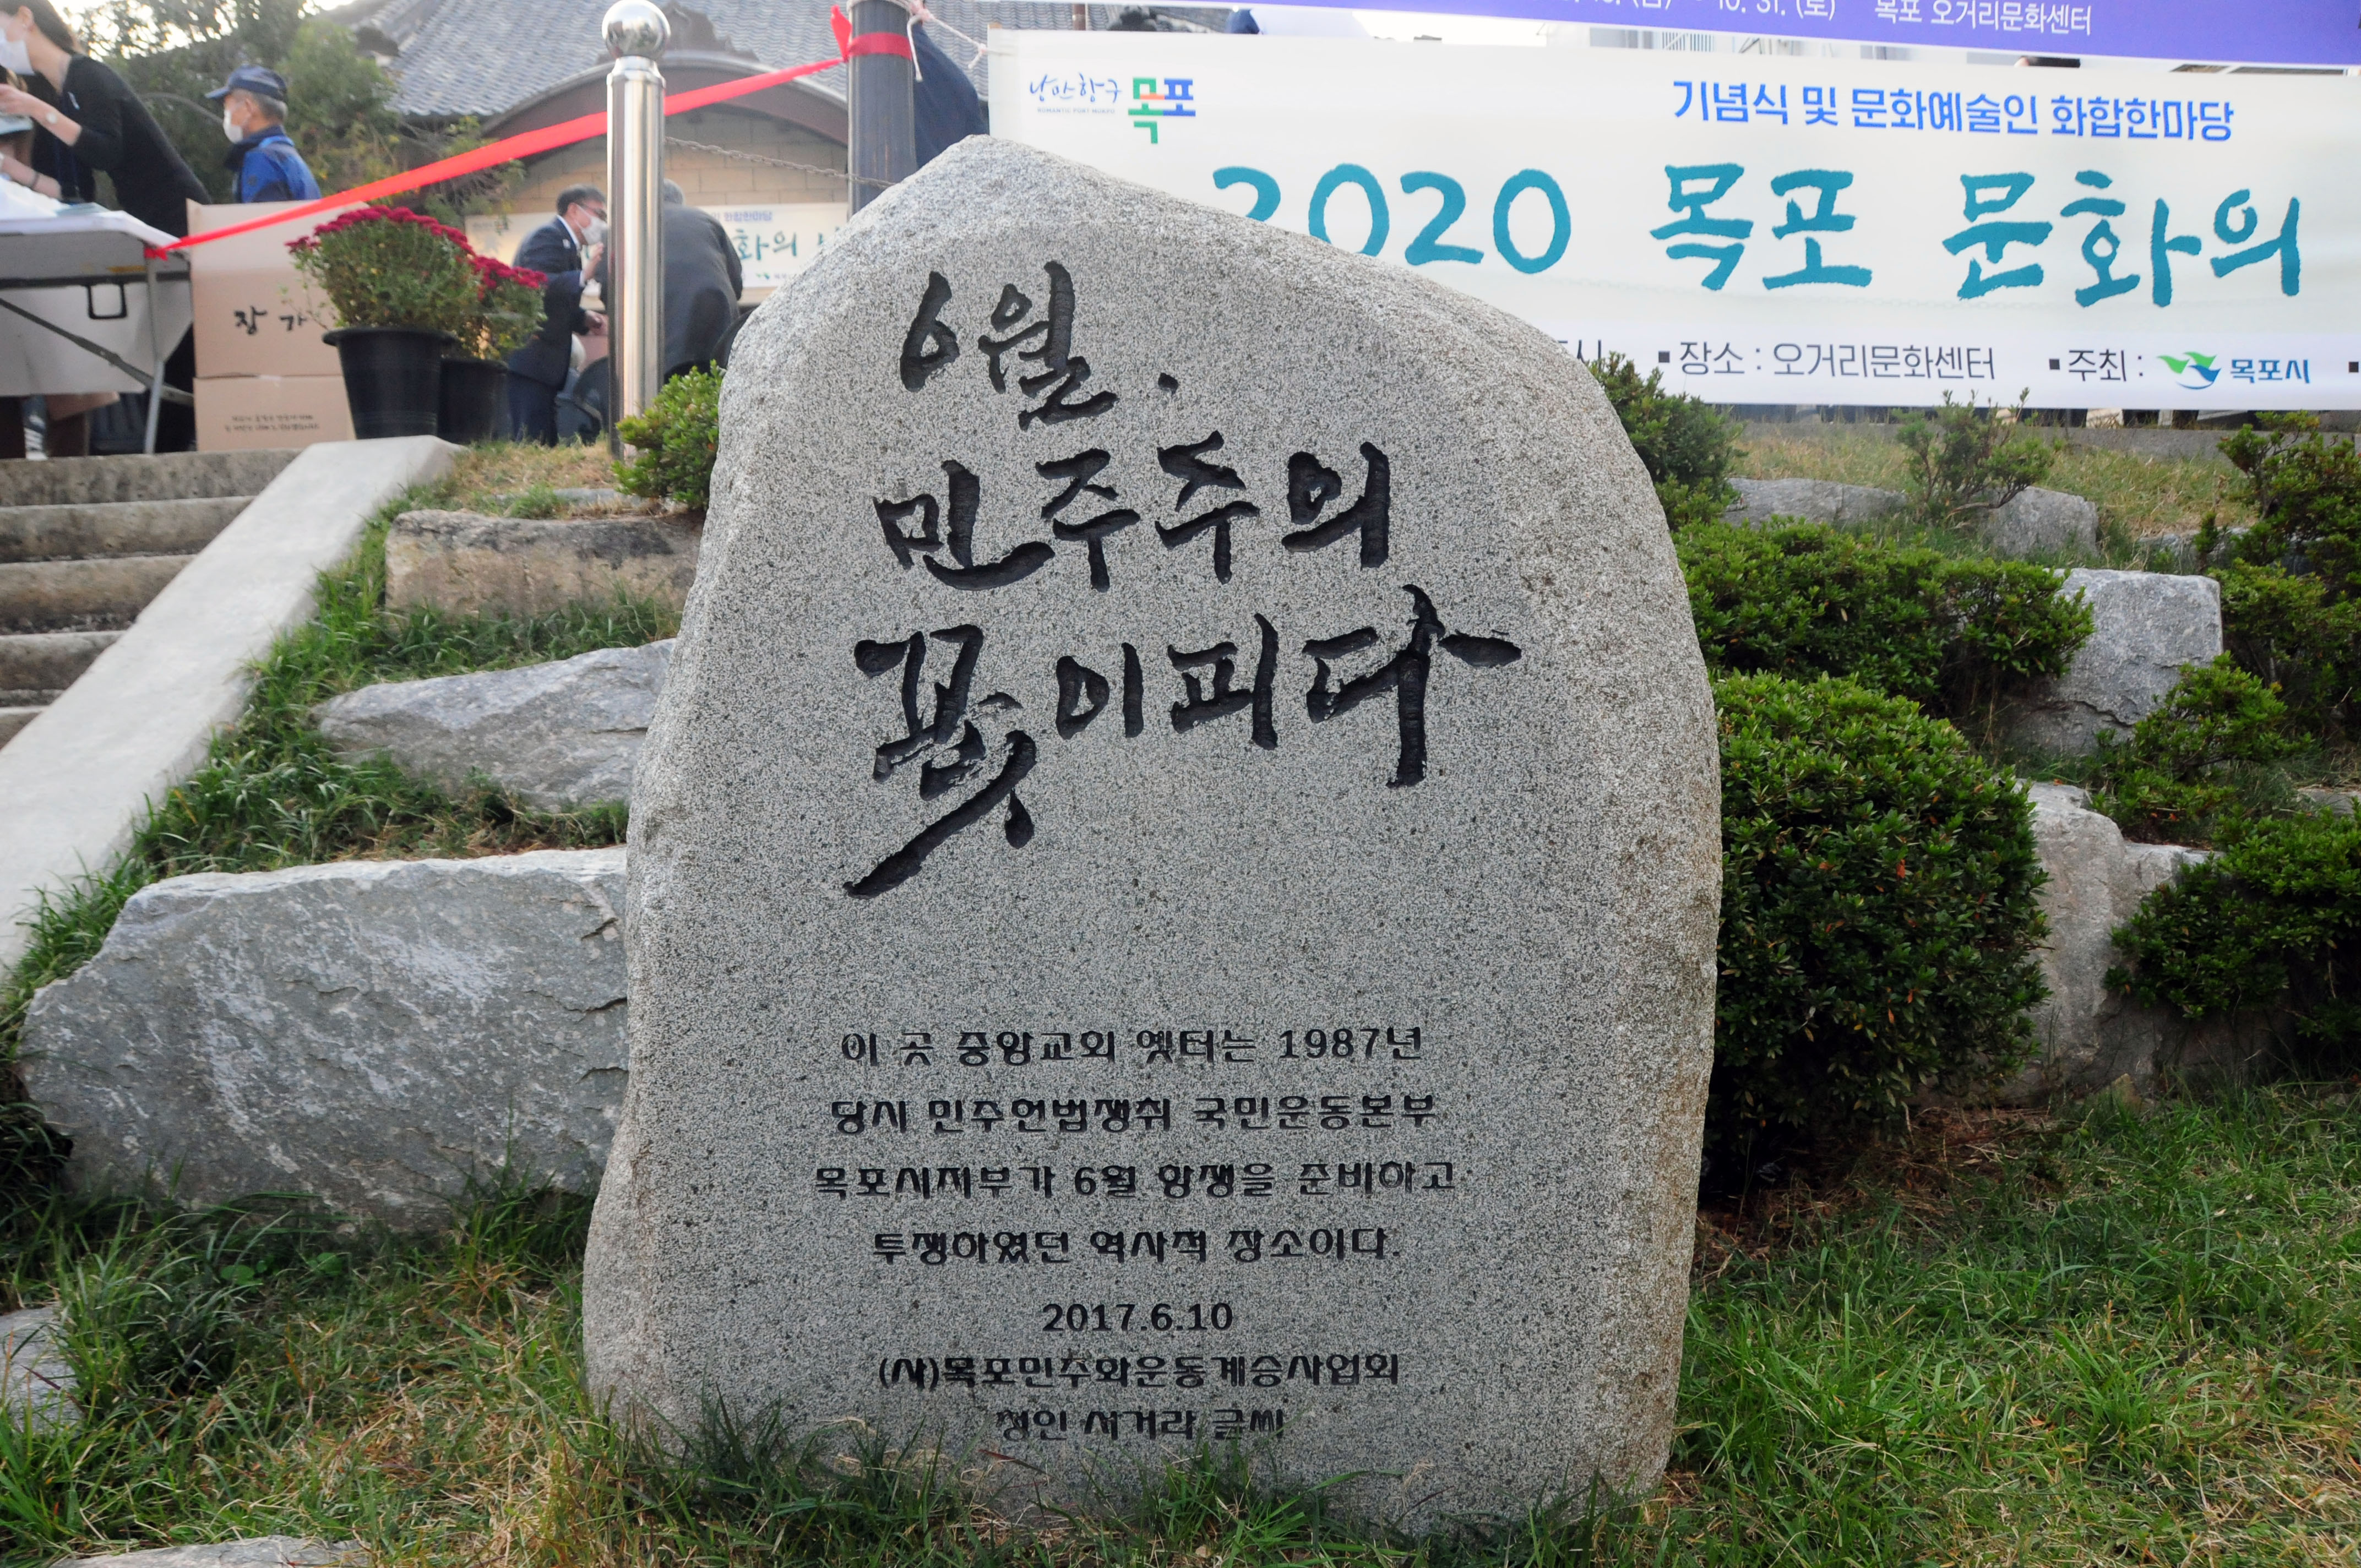 목포 오거리문화센터
낭만항구 목포
기념식 및 문화예술인 화합한마당
2020 목포 문화의
■장소 : 오거리문화센터 ■주최 : 목포시
화의
장 가
6월.
민주주의
꽃이피다
이 곳 중앙교회 옛터는 1987년
당시 민주헌법쟁취 국민운동본부
목포시지부가 6월 항쟁을 준비하고
투쟁하였던 역사적 장소이다.
2017.6.10
(사)목포민주화운동계승사업회
정인 서거라 글씨